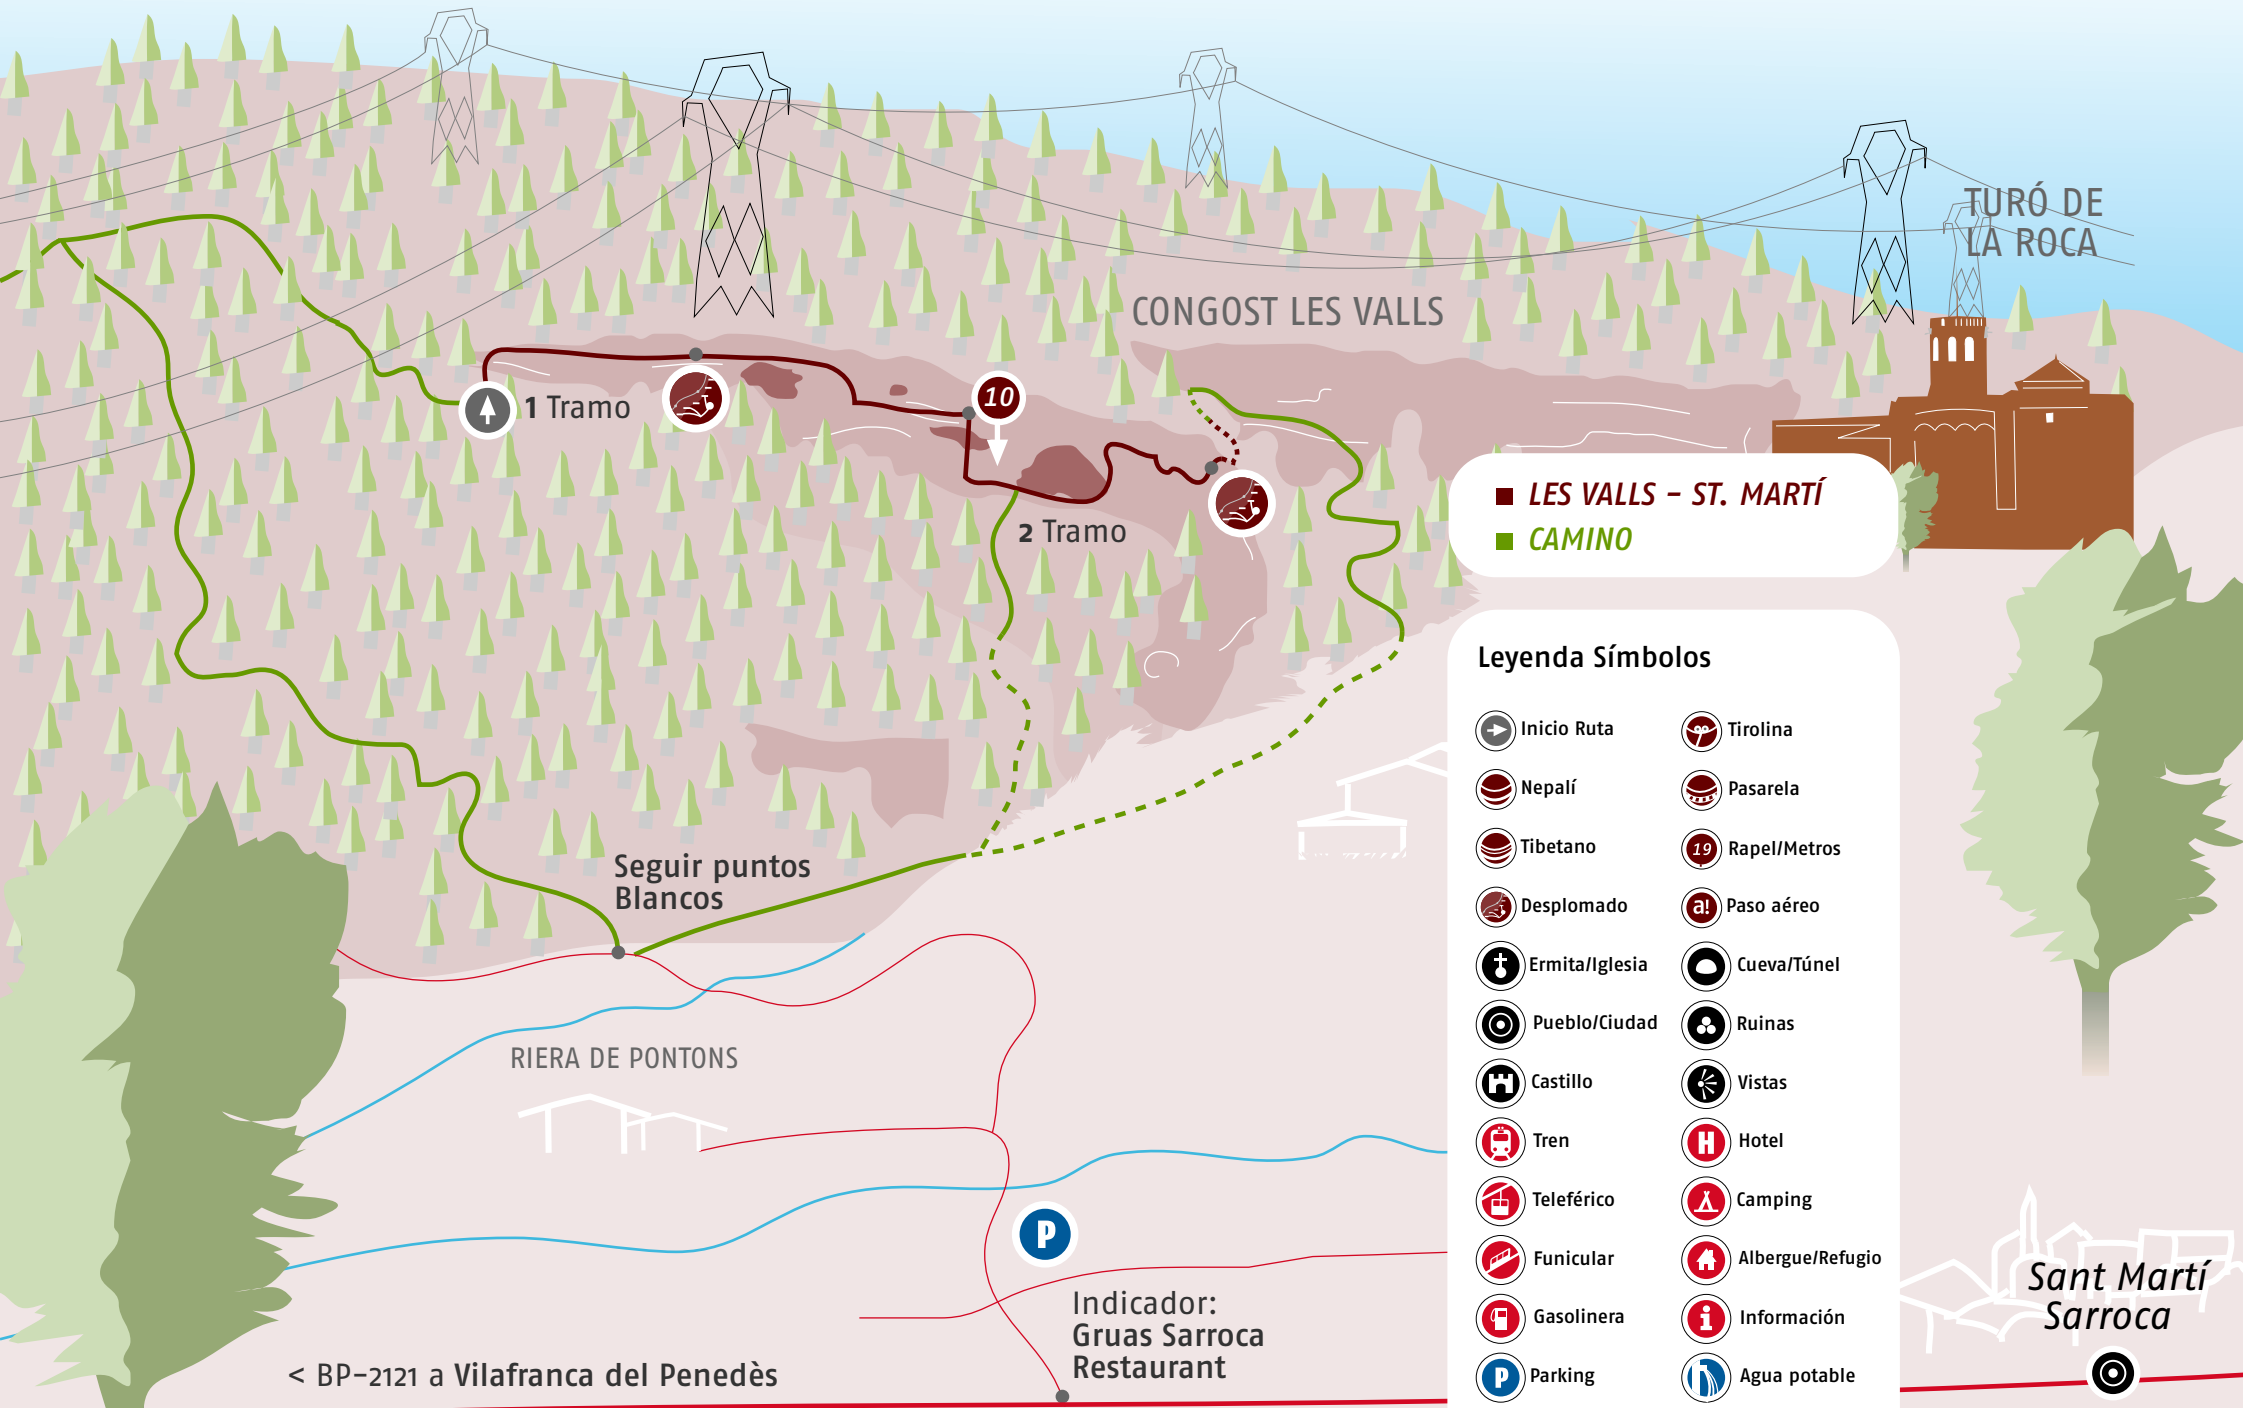 TURÓ DE
LA ROCA
CONGOST LES VALLS
1 Tramo
10
2 Tramo
LES VALLS – ST. MARTÍ
CAMINO
Leyenda Símbolos
Inicio Ruta
Tirolina
Nepalí
Pasarela
Tibetano
19 Rapel/Metros
Desplomado
a! Paso aéreo
Ermita/Iglesia
Cueva/Túnel
Pueblo/Ciudad
Ruinas
Castillo
Vistas
Tren
H Hotel
Teleférico
Camping
Funicular
Albergue/Refugio
Gasolinera
i Información
P Parking
Agua potable
Seguir puntos
Blancos
RIERA DE PONTONS
P
Indicador:
Gruas Sarroca
Restaurant
< BP-2121 a Vilafranca del Penedès
Sant Martí
Sarroca